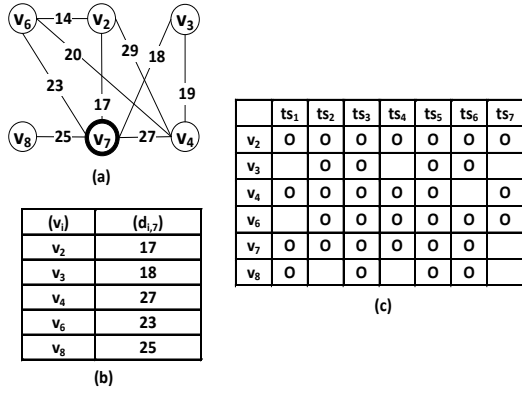 v6 14 v2 v3
20 29 18
23 17 19
v8 25 v7 27 v4
(a)
(vi) (di,7)
v2 17
v3 18
v4 27
v6 23
v8 25
(b)
ts1 ts2 ts3 ts4 ts5 ts6 ts7
v2 O O O O O O O
v3 O O O O
v4 O O O O O O
v6 O O O O O O
v7 O O O O O O
v8 O O O O
(c)